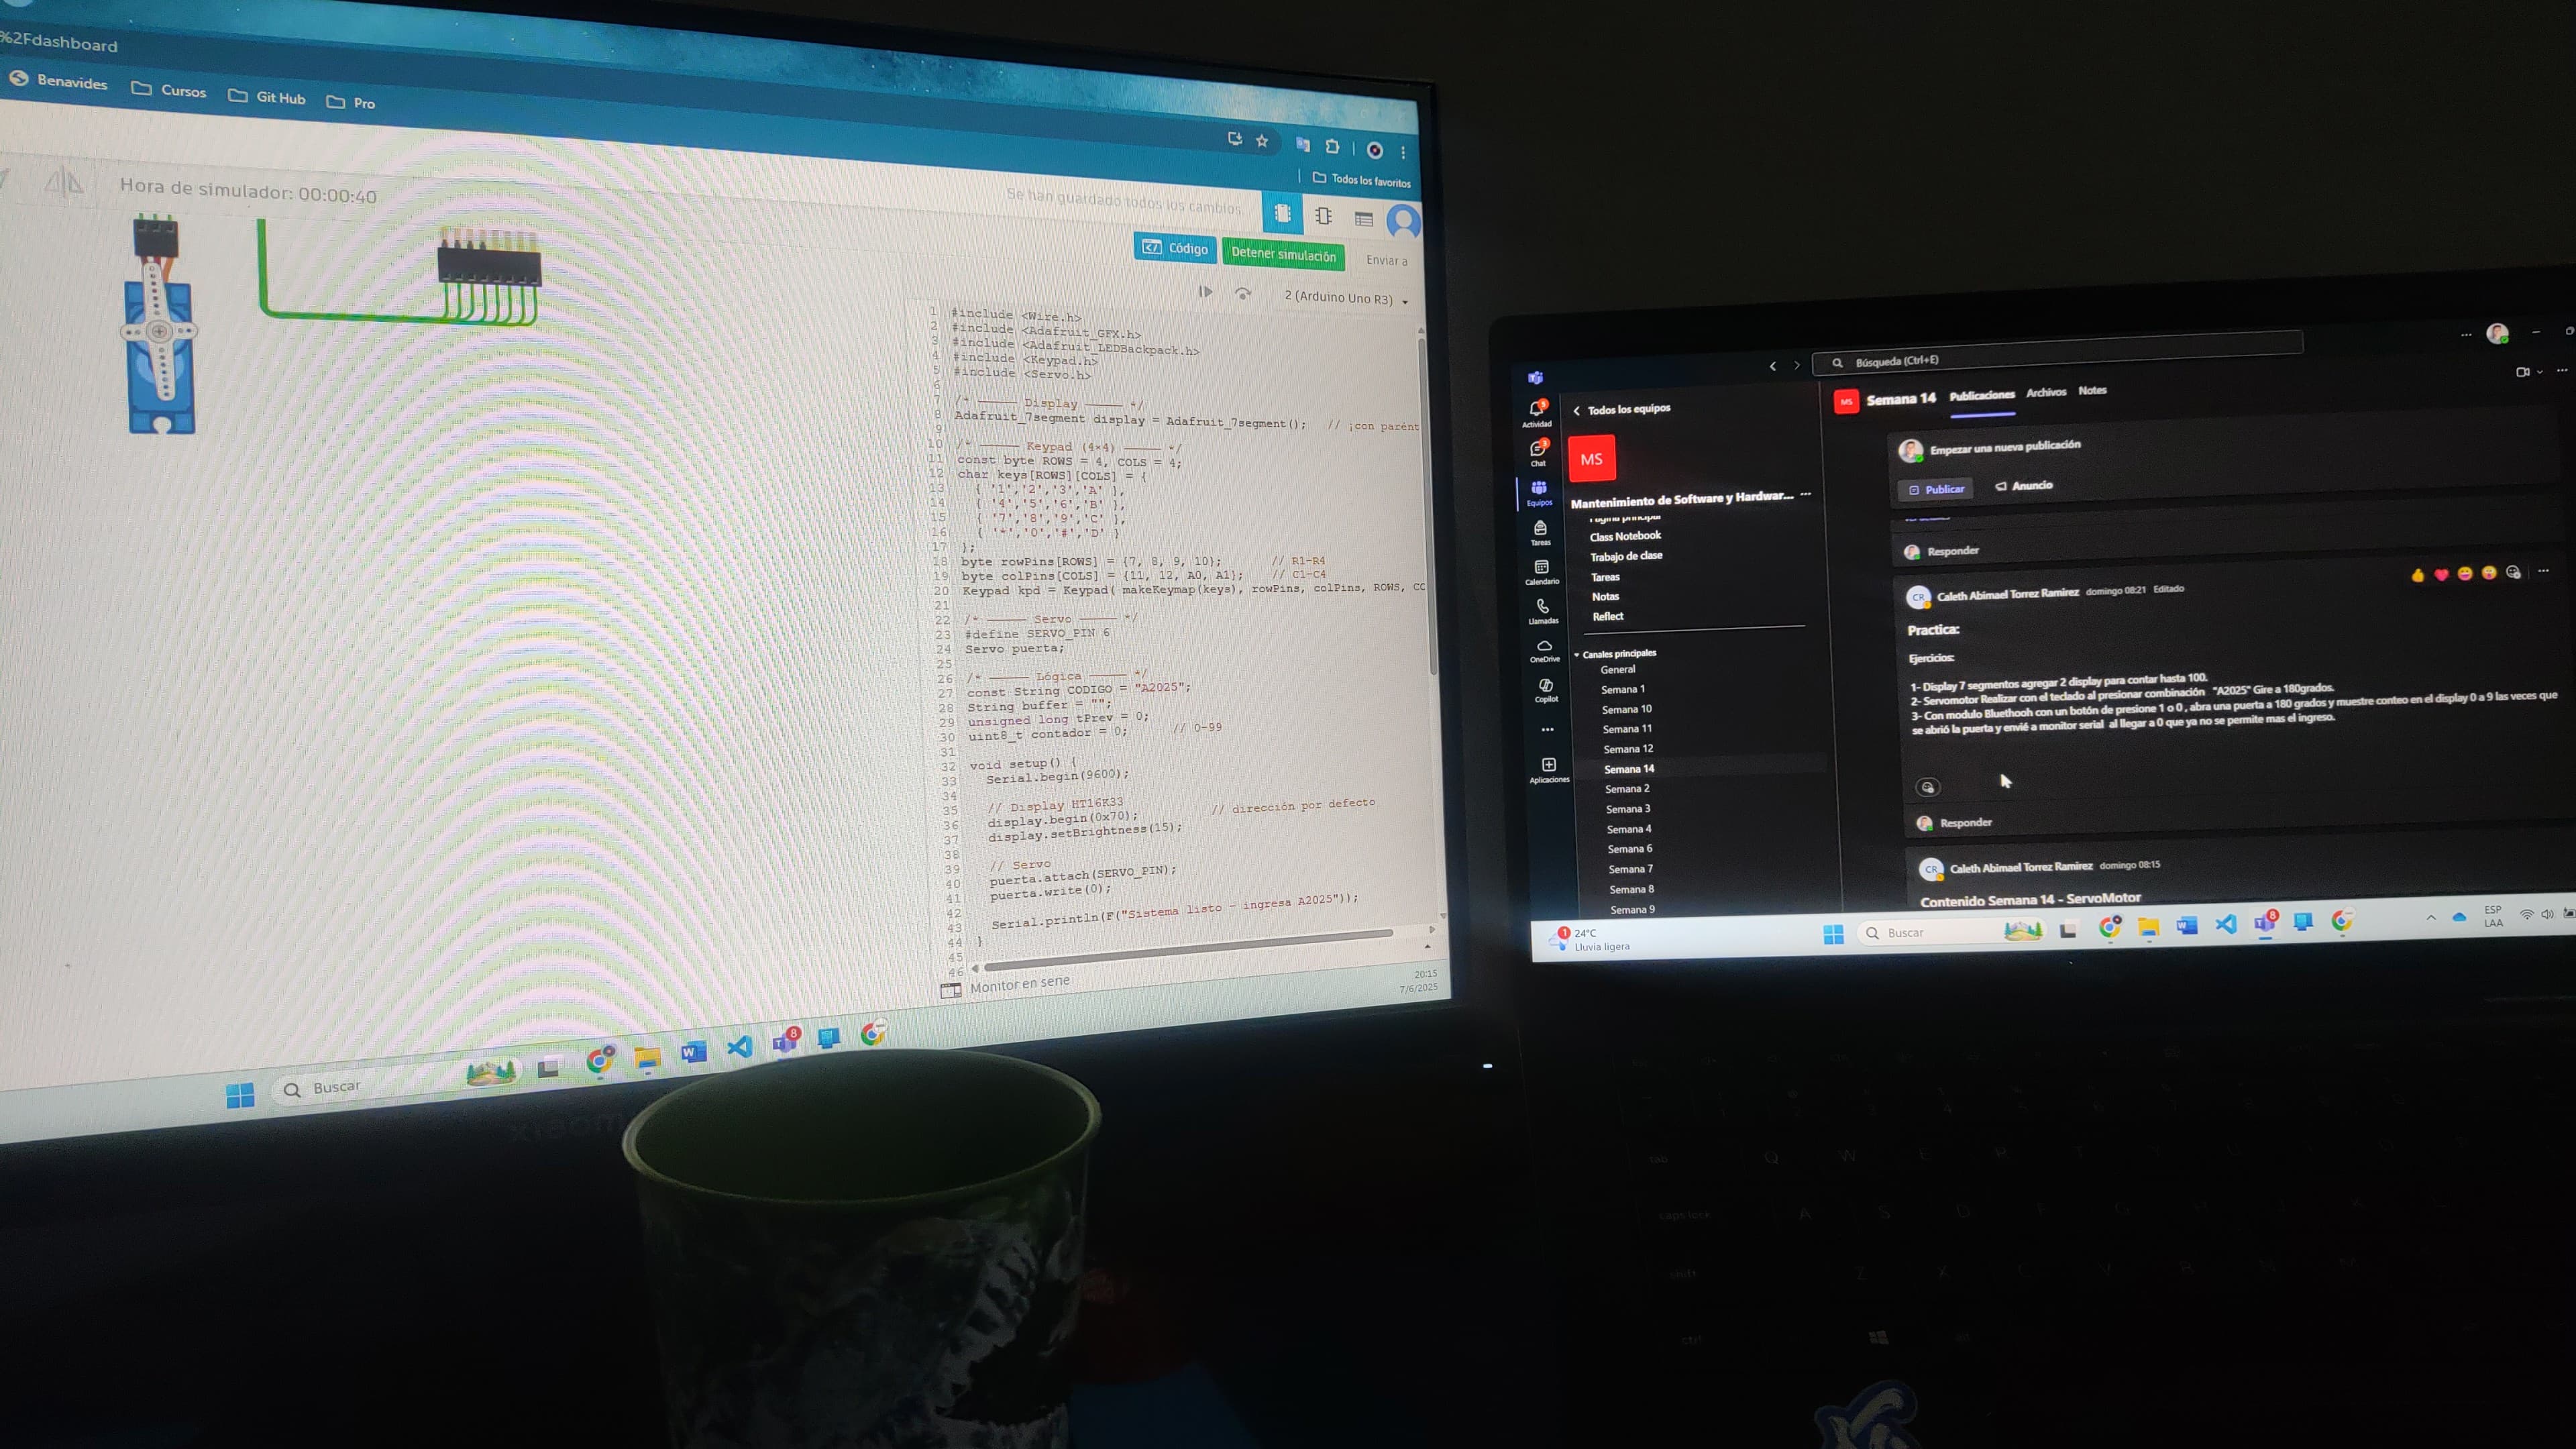 %2Fdashboard
Benavides
Cursos
Git Hub
Pro
Todos los favoritos
Hora de simulador: 00:00:40
Se han guardado todos los cambios.
Código
Detener simulación
Enviar a
2 (Arduino Uno R3)
1 #include <Wire.h>
2 #include <Adafruit_GFX.h>
3 #include <Adafruit_LEDBackpack.h>
4 #include <Keypad.h>
5 #include <Servo.h>
6
7 /* ——— Display ——— */
8 Adafruit_7segment display = Adafruit_7segment(); // ¡con parént
9
10 /* ——— Keypad (4×4) ——— */
11 const byte ROWS = 4, COLS = 4;
12 char keys[ROWS][COLS] = {
13 { '1','2','3','A' },
14 { '4','5','6','B' },
15 { '7','8','9','C' },
16 { '*','0','#','D' }
17 };
18 byte rowPins[ROWS] = {7, 8, 9, 10}; // R1-R4
19 byte colPins[COLS] = {11, 12, A0, A1}; // C1-C4
20 Keypad kpd = Keypad( makeKeymap(keys), rowPins, colPins, ROWS, CO
21
22 /* ——— Servo ——— */
23 #define SERVO_PIN 6
24 Servo puerta;
25
26 /* ——— Lógica ——— */
27 const String CODIGO = "A2025";
28 String buffer = "";
29 unsigned long tPrev = 0;
30 uint8_t contador = 0; // 0-99
31
32 void setup() {
33 Serial.begin(9600);
34
35 // Display HT16K33
36 display.begin(0x70); // dirección por defecto
37 display.setBrightness(15);
38
39 // Servo
40 puerta.attach(SERVO_PIN);
41 puerta.write(0);
42
43 Serial.println(F("Sistema listo – ingresa A2025"));
44 }
45
46
Monitor en serie
20:15
7/6/2025
8
Buscar
xiaomi
Búsqueda (Ctrl+E)
Actividad
Chat
Equipos
Tareas
Calendario
Llamadas
OneDrive
Copilot
Aplicaciones
Todos los equipos
MS
Mantenimiento de Software y Hardwar...
Página principal
Class Notebook
Trabajo de clase
Tareas
Notas
Reflect
Canales principales
General
Semana 1
Semana 10
Semana 11
Semana 12
Semana 14
Semana 2
Semana 3
Semana 4
Semana 6
Semana 7
Semana 8
Semana 9
MS
Semana 14
Publicaciones
Archivos
Notes
Empezar una nueva publicación
Publicar
Anuncio
Responder
CR
Caleth Abimael Torrez Ramirez domingo 08:21 Editado
Practica:
Ejercicios:
1- Display 7 segmentos agregar 2 display para contar hasta 100.
2- Servomotor Realizar con el teclado al presionar combinación "A2025" Gire a 180grados.
3- Con modulo Bluethooh con un botón de presione 1 o 0 , abra una puerta a 180 grados y muestre conteo en el display 0 a 9 las veces que
se abrió la puerta y envié a monitor serial al llegar a 0 que ya no se permite mas el ingreso.
Responder
CR
Caleth Abimael Torrez Ramirez domingo 08:15
Contenido Semana 14 - ServoMotor
1
24°C
Lluvia ligera
Buscar
8
ESP
LAA
tab
Q W E R
caps lock
A S D
shift
Z X
ctrl